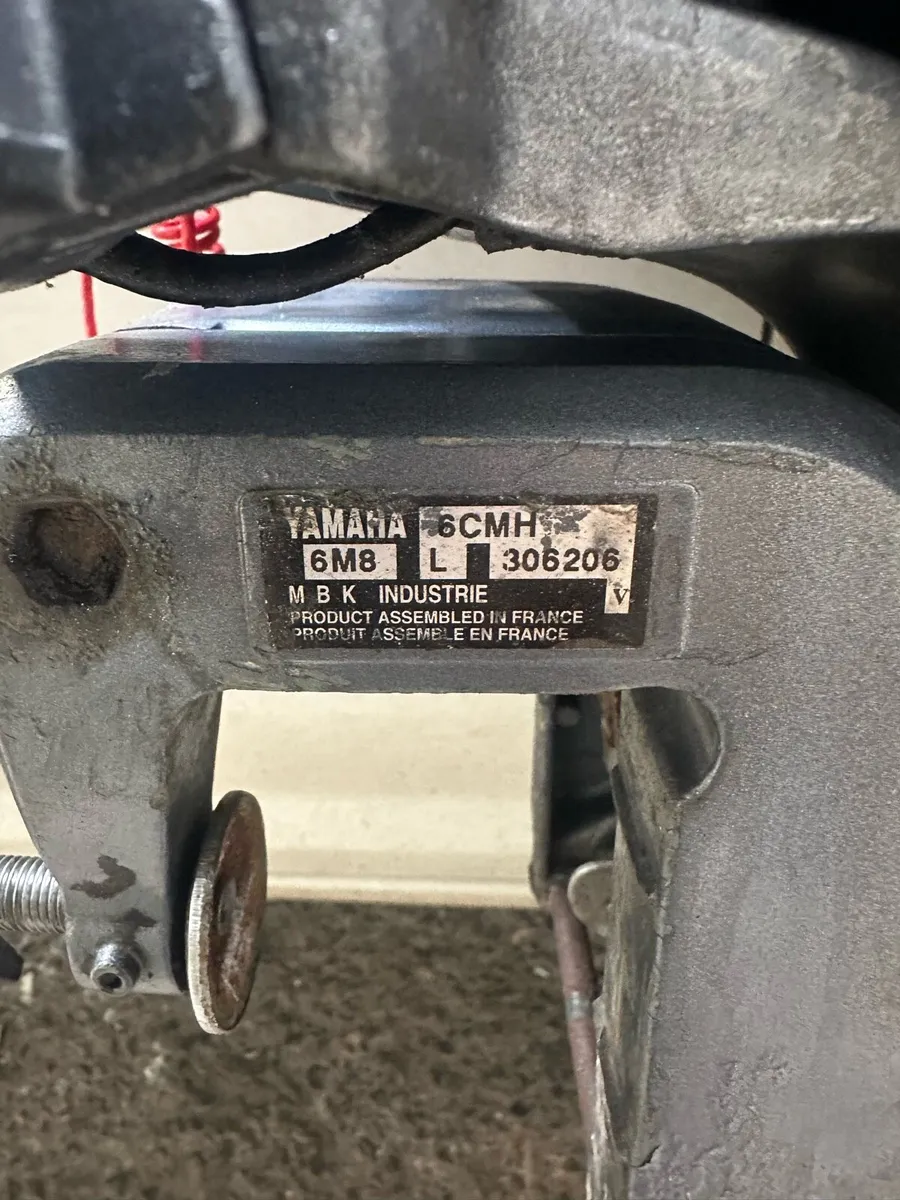 YAMAHA 6CMH
6M8 L 306206
M B K INDUSTRIE V
PRODUCT ASSEMBLED IN FRANCE
PRODUIT ASSEMBLE EN FRANCE